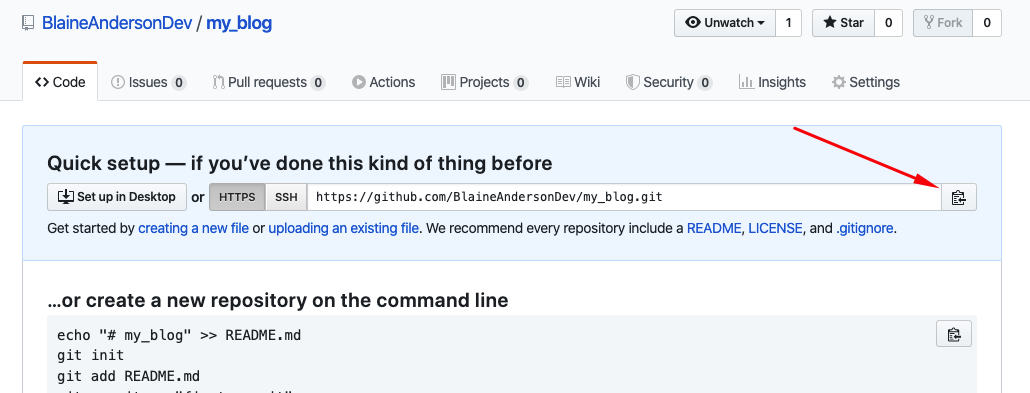 BlaineAndersonDev / my_blog
Unwatch 1 Star 0 Fork 0
Code Issues 0 Pull requests 0 Actions Projects 0 Wiki Security 0 Insights Settings
Quick setup — if you’ve done this kind of thing before
Set up in Desktop or HTTPS SSH https://github.com/BlaineAndersonDev/my_blog.git
Get started by creating a new file or uploading an existing file. We recommend every repository include a README, LICENSE, and .gitignore.
…or create a new repository on the command line
echo "# my_blog" >> README.md
git init
git add README.md